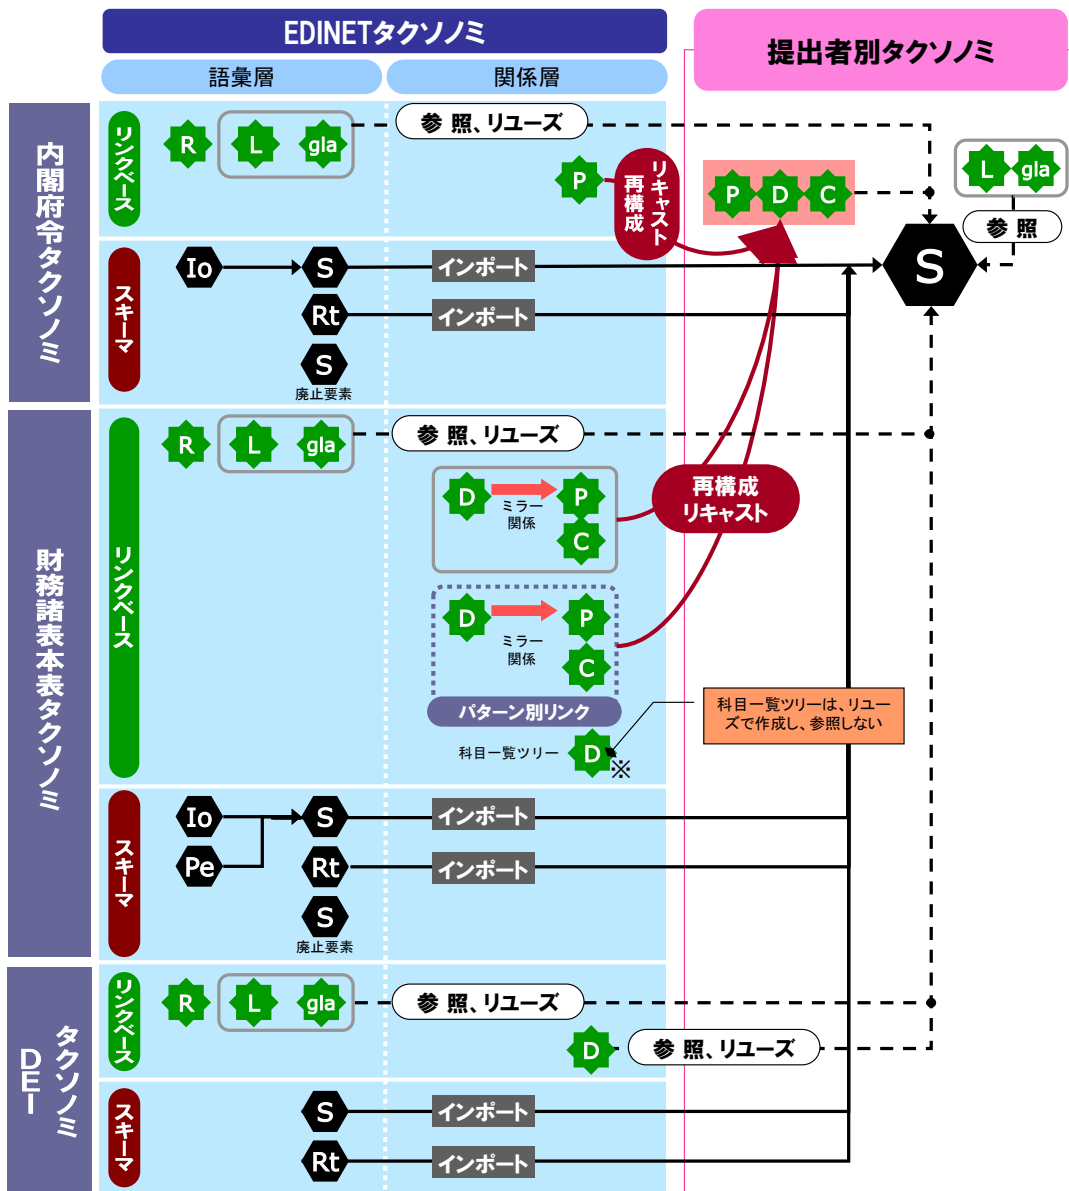 EDINETタクソノミ
提出者別タクソノミ
語彙層
関係層
内閣府令タクソノミ
リンクベース
R
L
gla
参照、リユーズ
P
リキャスト
再構成
P
D
C
L
gla
参照
S
スキーマ
Io
S
インポート
Rt
インポート
S
廃止要素
財務諸表本表タクソノミ
リンクベース
R
L
gla
参照、リユーズ
D
ミラー
関係
P
C
再構成
リキャスト
D
ミラー
関係
P
C
パターン別リンク
科目一覧ツリー
D
※
科目一覧ツリーは、リユー
ズで作成し、参照しない
スキーマ
Io
S
インポート
Pe
Rt
インポート
S
廃止要素
DEI
タクソノミ
リンクベース
R
L
gla
参照、リユーズ
D
参照、リユーズ
スキーマ
S
インポート
Rt
インポート